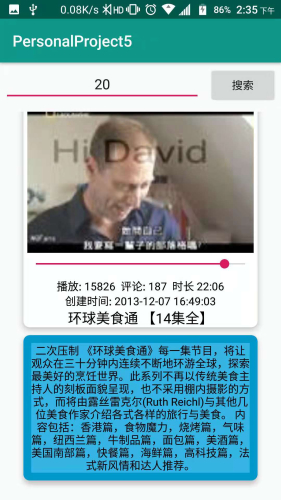 0.08K/s HD 86% 2:35 下午
PersonalProject5
20 搜索
GEOGRAPHIC
Hi David
她問自己
我要寫一輩子的部落格嗎?
播放: 15826 评论: 187 时长 22:06
创建时间: 2013-12-07 16:49:03
环球美食通 【14集全】
二次压制 《环球美食通》每一集节目，将让
观众在三十分钟内连续不断地环游全球，探索
最美好的烹饪世界。此系列不再以传统美食主
持人的刻板面貌呈现，也不采用棚内摄影的方
式，而将由露丝雷克尔(Ruth Reichl)与其他几
位美食作家介绍各式各样的旅行与美食。 内
容包括：香港篇，食物魔力，烧烤篇，气味
篇，纽西兰篇，牛制品篇，面包篇，美酒篇，
美国南部篇，快餐篇，海鲜篇，高科技篇，法
式新风情和达人推荐。